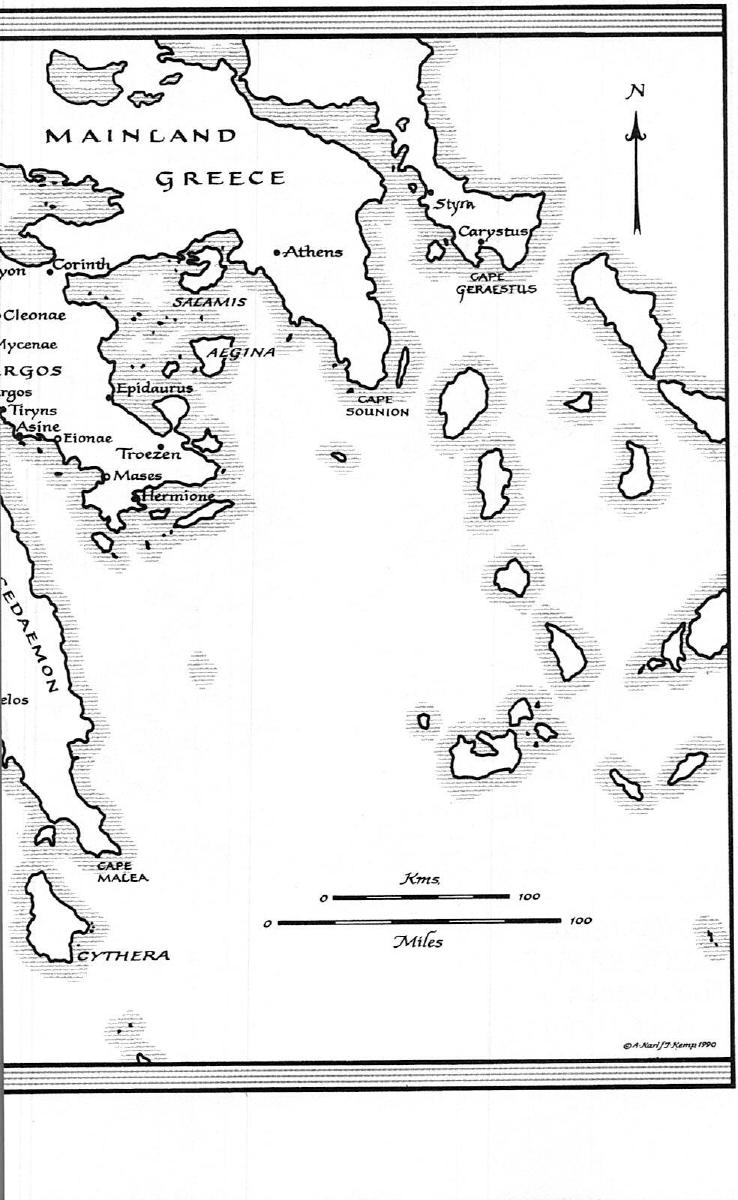 N
MAINLAND
GREECE
Styra
Carystus
Athens
CAPE
GERAESTUS
yon
Corinth
SALAMIS
Cleonae
AEGINA
Mycenae
RGOS
Epidaurus
rgos
CAPE
SOUNION
Tiryns
Asine
Eionae
Troezen
Mases
Hermione
CEDAEMON
elos
CAPE
MALEA
Kms.
0 100
0 100
Miles
CYTHERA
©A·Karl/J·Kemp 1990